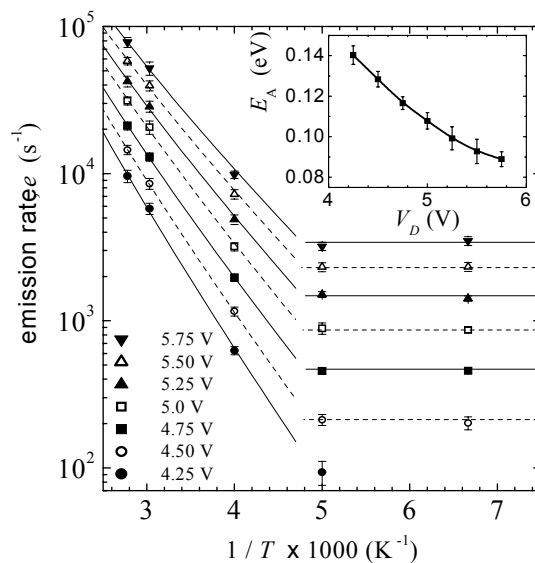 10^5
10^4
10^3
10^2
emission rate e (s^-1)
3 4 5 6 7
1 / T x 1000 (K^-1)
5.75 V
5.50 V
5.25 V
5.0 V
4.75 V
4.50 V
4.25 V
E_A (eV)
0.14
0.12
0.10
0.08
4 5 6
V_D (V)